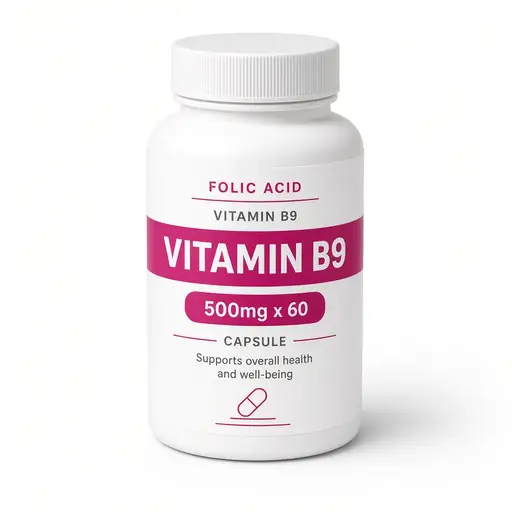 FOLIC ACID
VITAMIN B9
VITAMIN B9
500mg x 60
CAPSULE
Supports overall health
and well-being